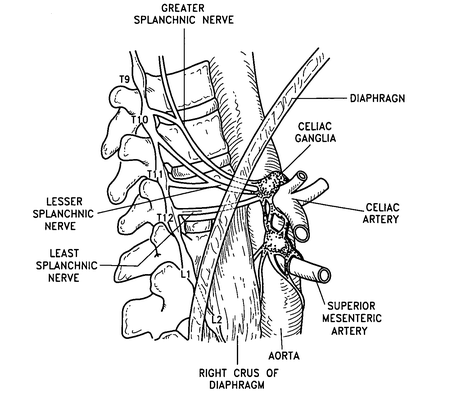 GREATER
SPLANCHNIC NERVE
T9
DIAPHRAGN
T10
CELIAC
GANGLIA
T11
LESSER
SPLANCHNIC
NERVE
CELIAC
ARTERY
T12
LEAST
SPLANCHNIC
NERVE
L1
SUPERIOR
MESENTERIC
ARTERY
L2
AORTA
RIGHT CRUS OF
DIAPHRAGM